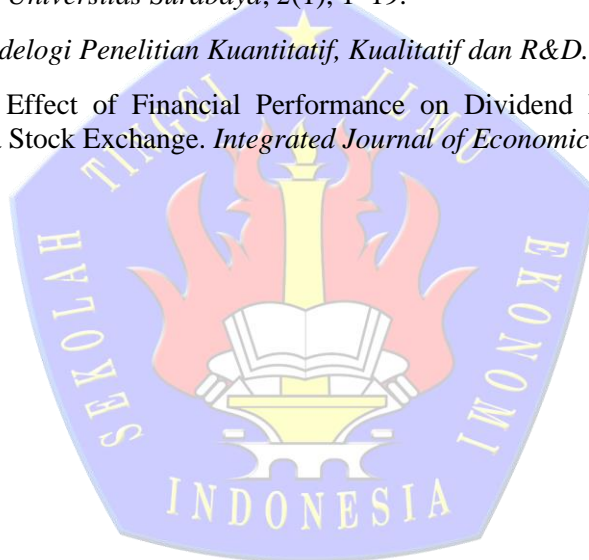 Universitas Surabaya, 2(1), 1–19.
delogi Penelitian Kuantitatif, Kualitatif dan R&D.
Effect of Financial Performance on Dividend
Stock Exchange. Integrated Journal of Economic
SEKOLAH TINGGI ILMU EKONOMI
INDONESIA